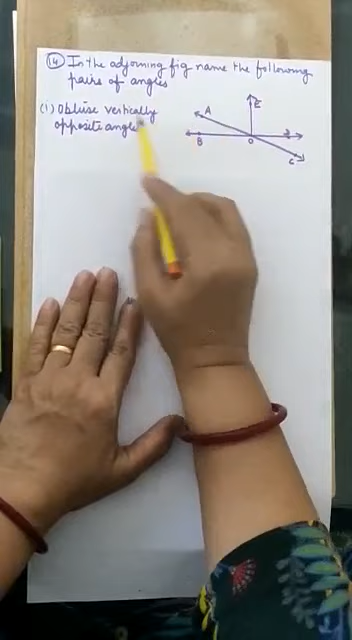 (14) In the adjoining fig name the following
pairs of angles
(i) Obtuse vertically
opposite angles
A
E
B
O
C